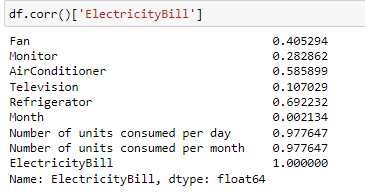 df.corr()['ElectricityBill']
Fan 0.405294
Monitor 0.282862
AirConditioner 0.585899
Television 0.107029
Refrigerator 0.692232
Month 0.002134
Number of units consumed per day 0.977647
Number of units consumed per month 0.977647
ElectricityBill 1.000000
Name: ElectricityBill, dtype: float64